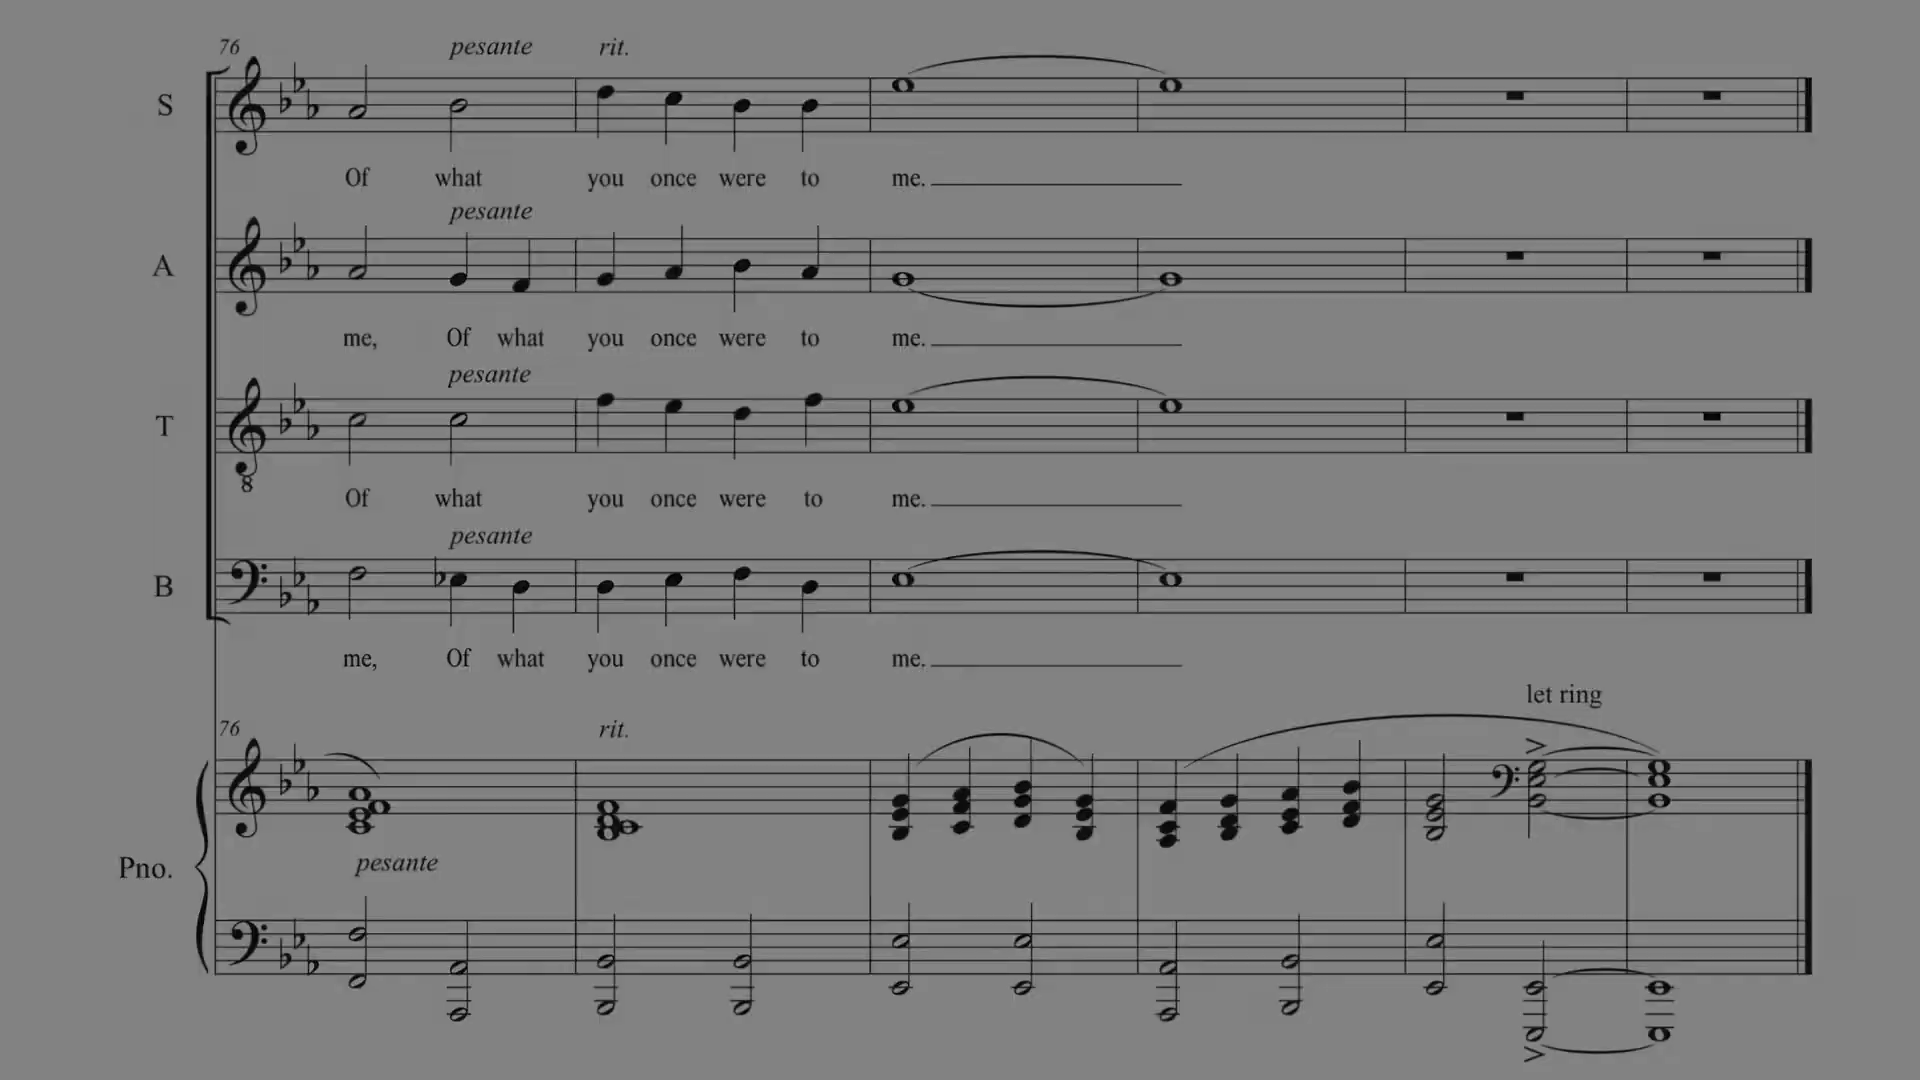 76 pesante rit.
S
Of what you once were to me.
pesante
A
me, Of what you once were to me.
pesante
T
8
Of what you once were to me.
pesante
B
me, Of what you once were to me.
let ring
76 rit.
Pno.
pesante